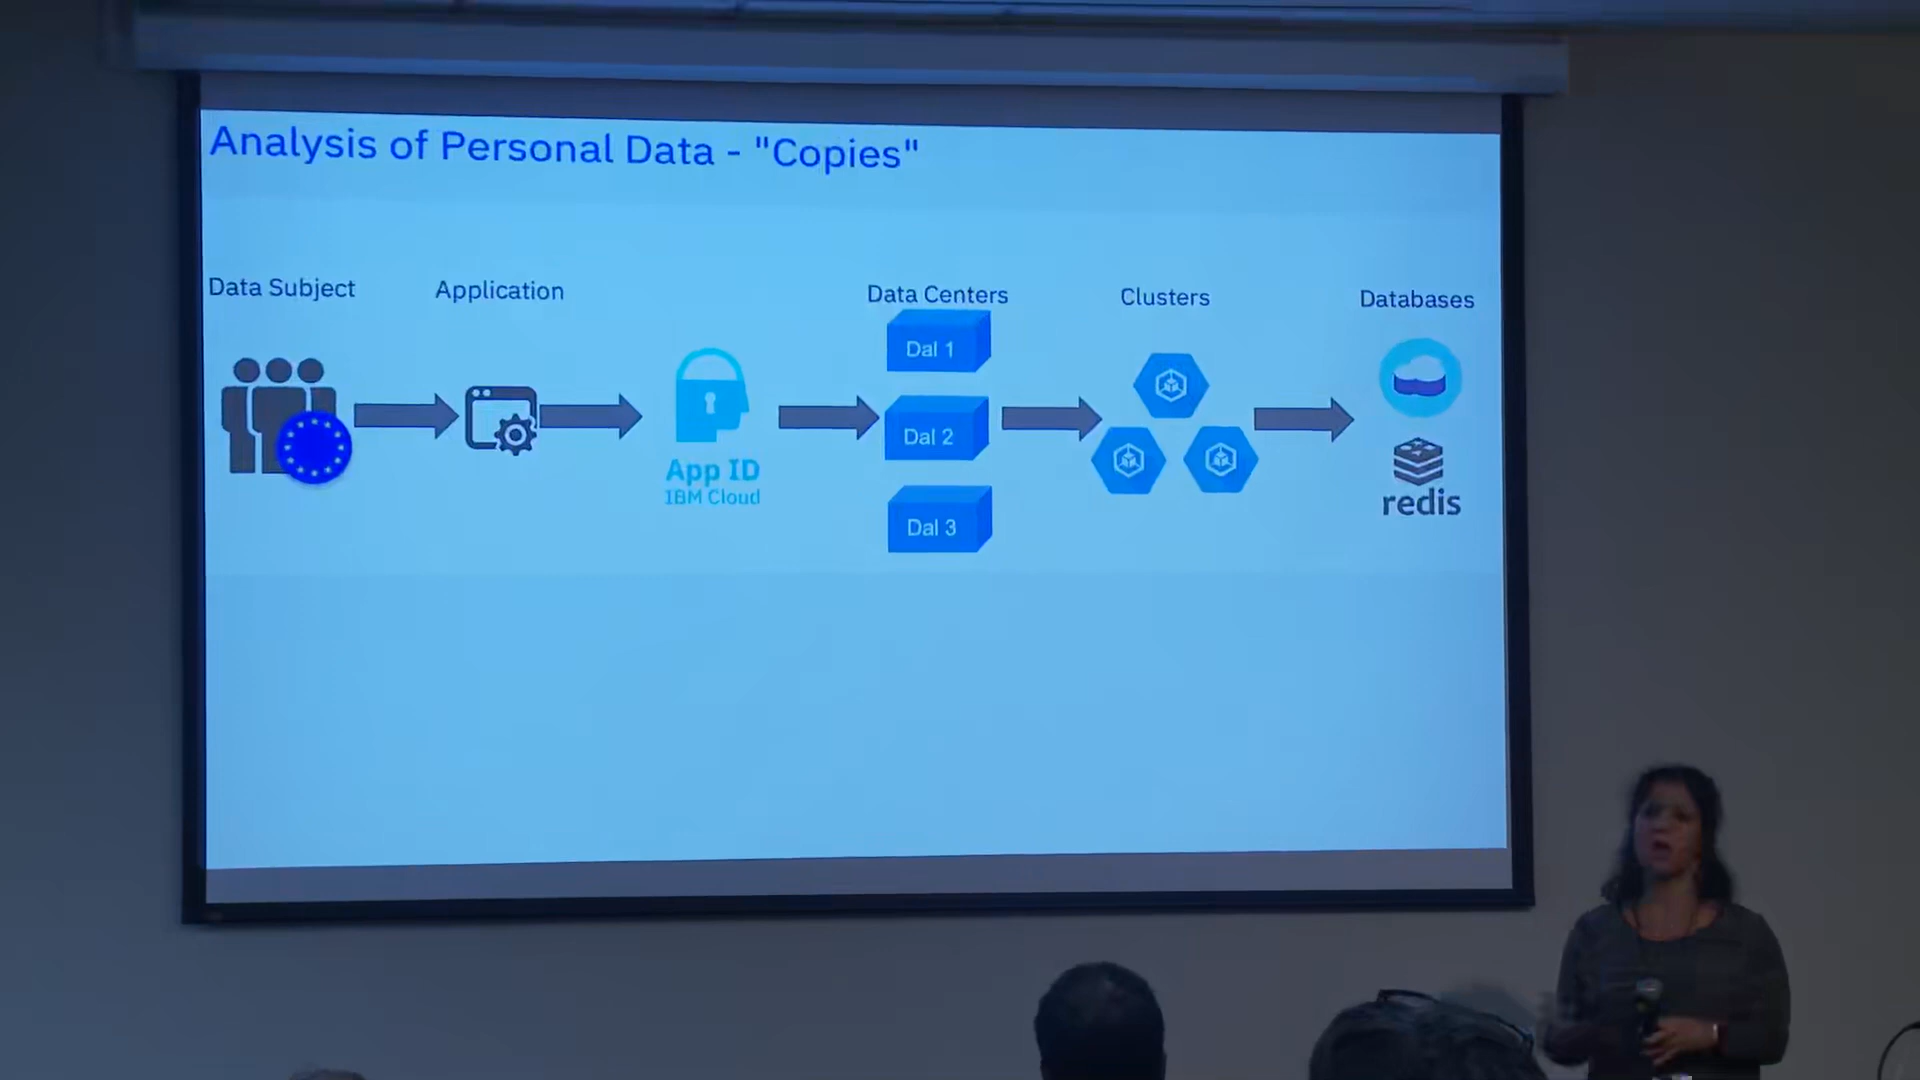 Analysis of Personal Data - "Copies"
Data Subject
Application
Data Centers
Clusters
Databases
Dal 1
Dal 2
Dal 3
App ID
IBM Cloud
redis